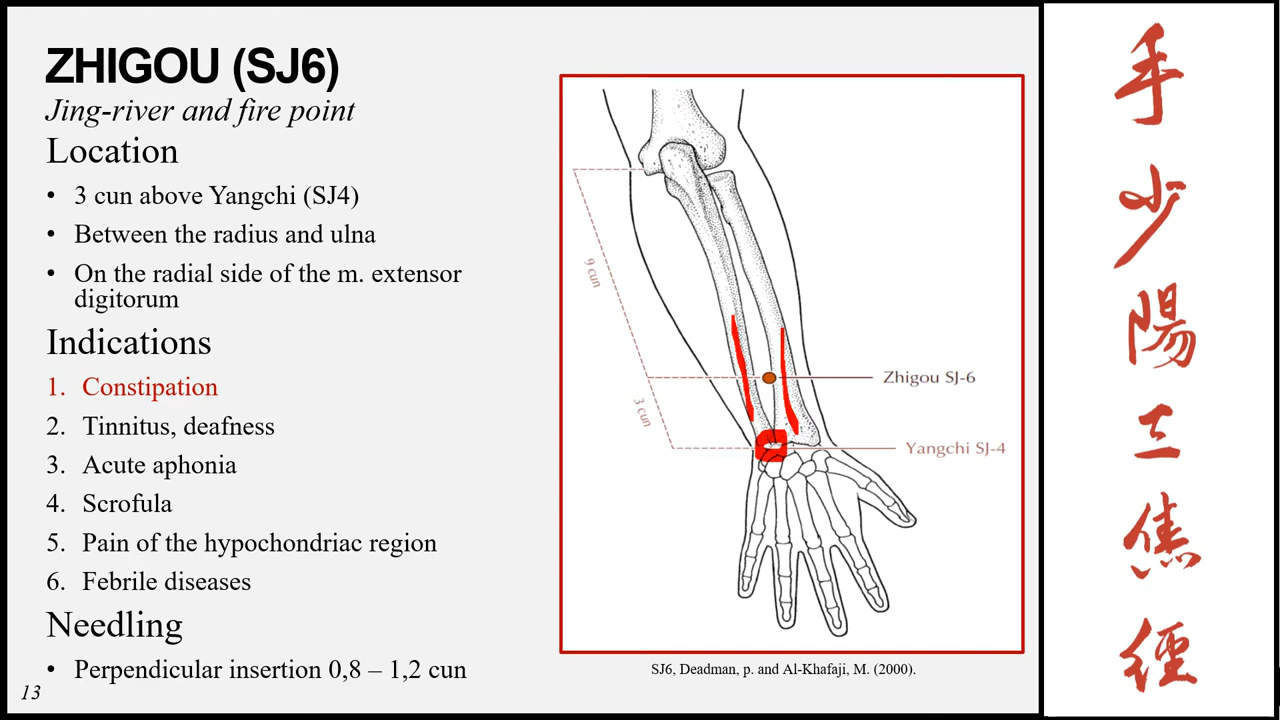 ZHIGOU (SJ6)
Jing-river and fire point
Location
• 3 cun above Yangchi (SJ4)
• Between the radius and ulna
• On the radial side of the m. extensor
digitorum
Indications
1. Constipation
2. Tinnitus, deafness
3. Acute aphonia
4. Scrofula
5. Pain of the hypochondriac region
6. Febrile diseases
Needling
• Perpendicular insertion 0,8 – 1,2 cun
13
9 cun
3 cun
Zhigou SJ-6
Yangchi SJ-4
SJ6, Deadman, p. and Al-Khafaji, M. (2000).
手
少
陽
三
焦
經